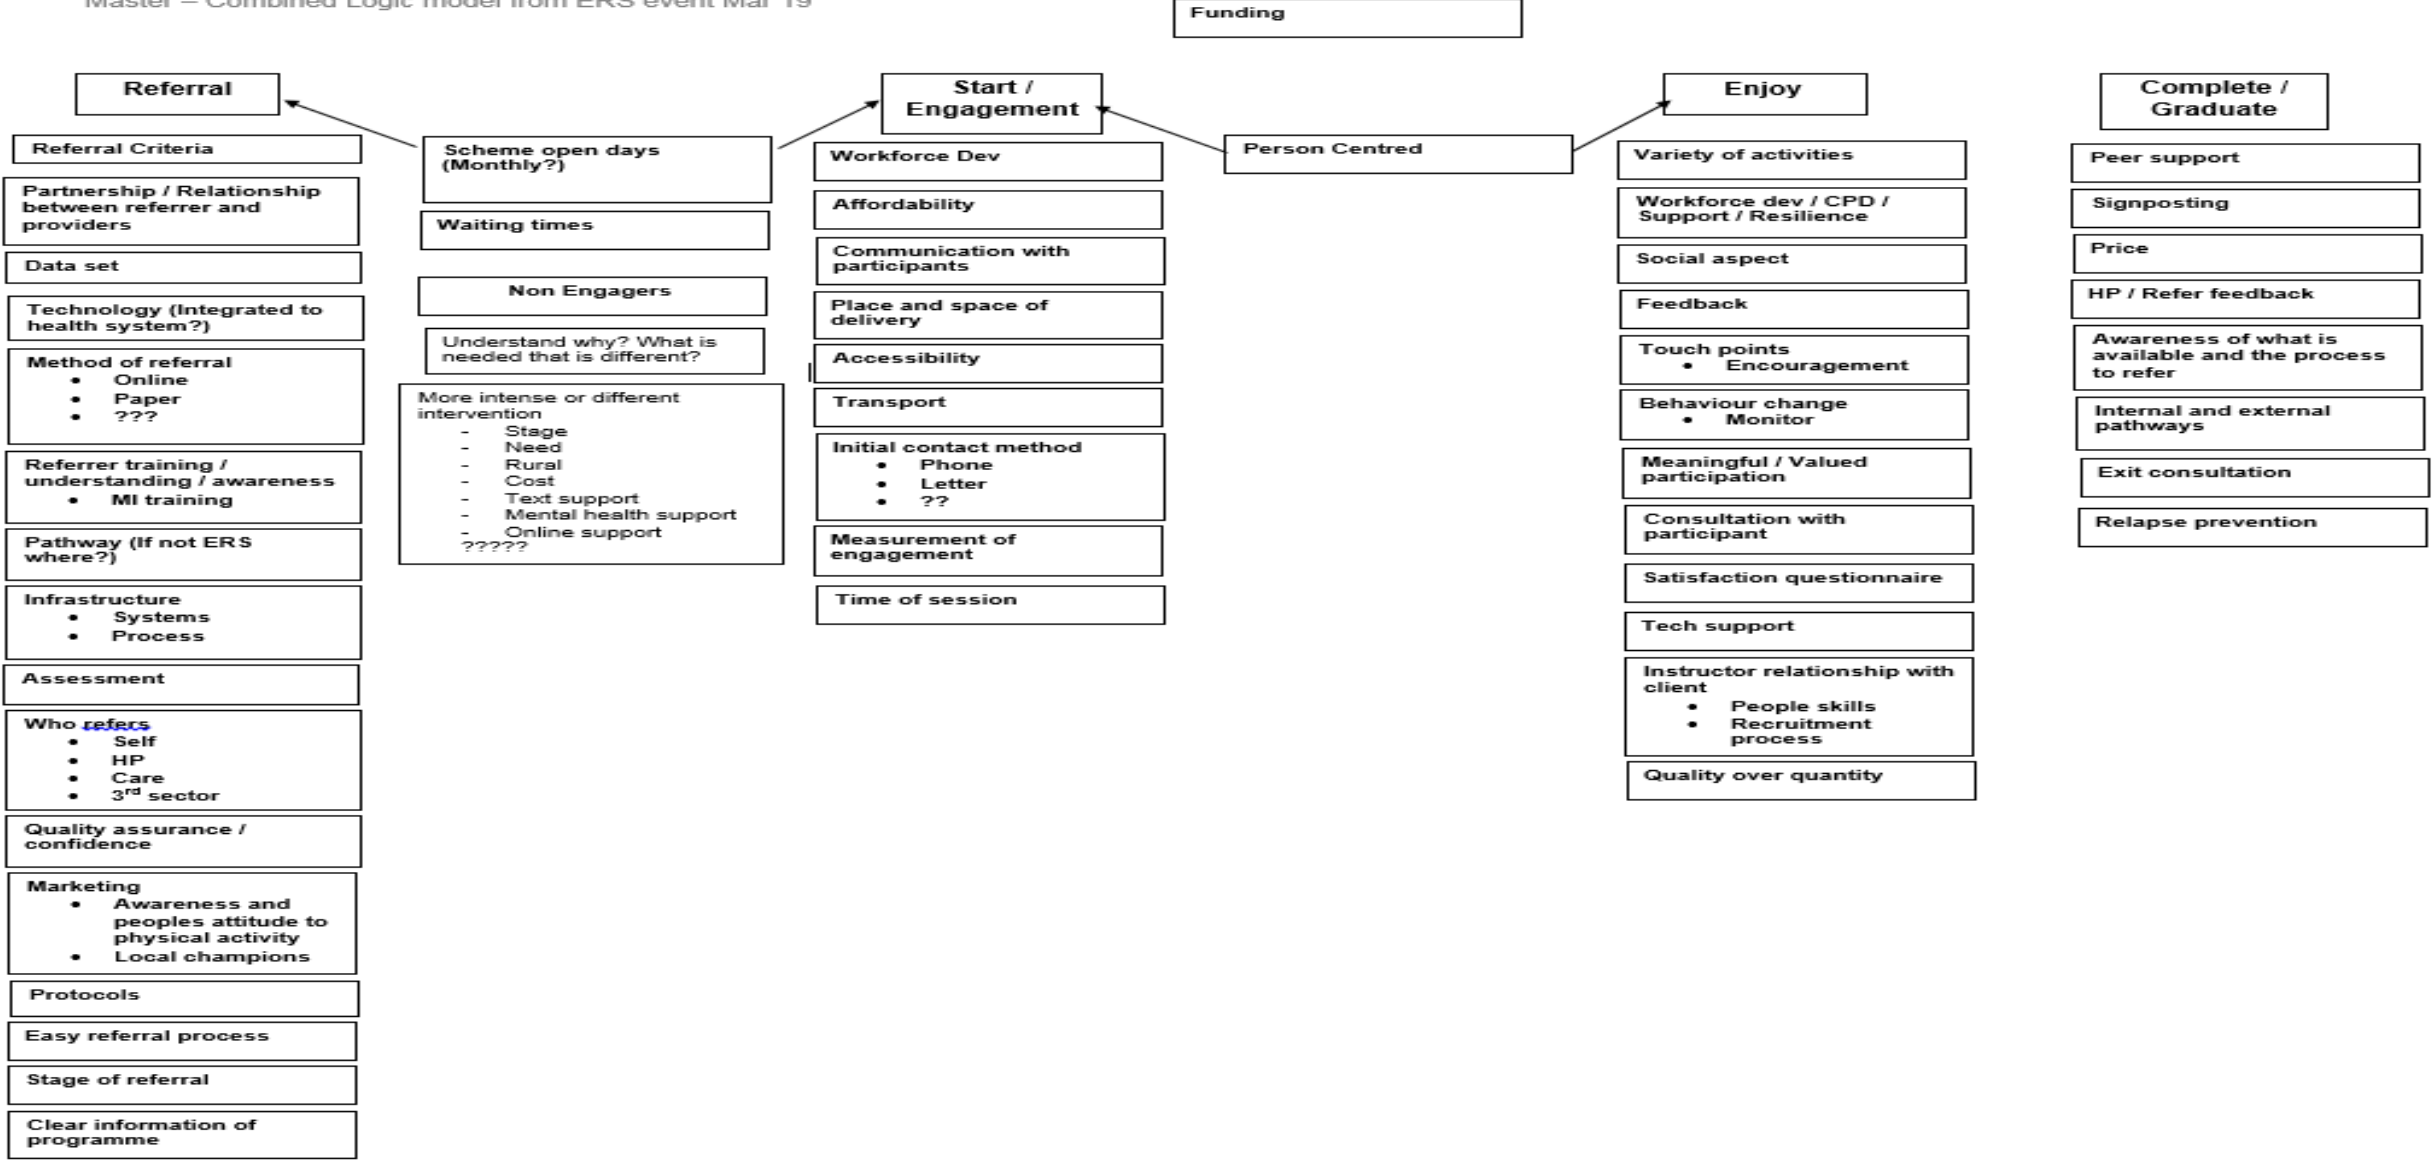 Master – Combined Logic model from ERS event Mar 19
Funding
Referral
Referral Criteria
Partnership / Relationship
between referrer and
providers
Data set
Technology (Integrated to
health system?)
Method of referral
• Online
• Paper
• ???
Referrer training /
understanding / awareness
• MI training
Pathway (If not ERS
where?)
Infrastructure
• Systems
• Process
Assessment
Who refers
• Self
• HP
• Care
• 3rd sector
Quality assurance /
confidence
Marketing
• Awareness and
peoples attitude to
physical activity
• Local champions
Protocols
Easy referral process
Stage of referral
Clear information of
programme
Scheme open days
(Monthly?)
Waiting times
Non Engagers
Understand why? What is
needed that is different?
More intense or different
intervention
- Stage
- Need
- Rural
- Cost
- Text support
- Mental health support
- Online support
?????
Start /
Engagement
Workforce Dev
Affordability
Communication with
participants
Place and space of
delivery
Accessibility
Transport
Initial contact method
• Phone
• Letter
• ??
Measurement of
engagement
Time of session
Person Centred
Enjoy
Variety of activities
Workforce dev / CPD /
Support / Resilience
Social aspect
Feedback
Touch points
• Encouragement
Behaviour change
• Monitor
Meaningful / Valued
participation
Consultation with
participant
Satisfaction questionnaire
Tech support
Instructor relationship with
client
• People skills
• Recruitment
process
Quality over quantity
Complete /
Graduate
Peer support
Signposting
Price
HP / Refer feedback
Awareness of what is
available and the process
to refer
Internal and external
pathways
Exit consultation
Relapse prevention